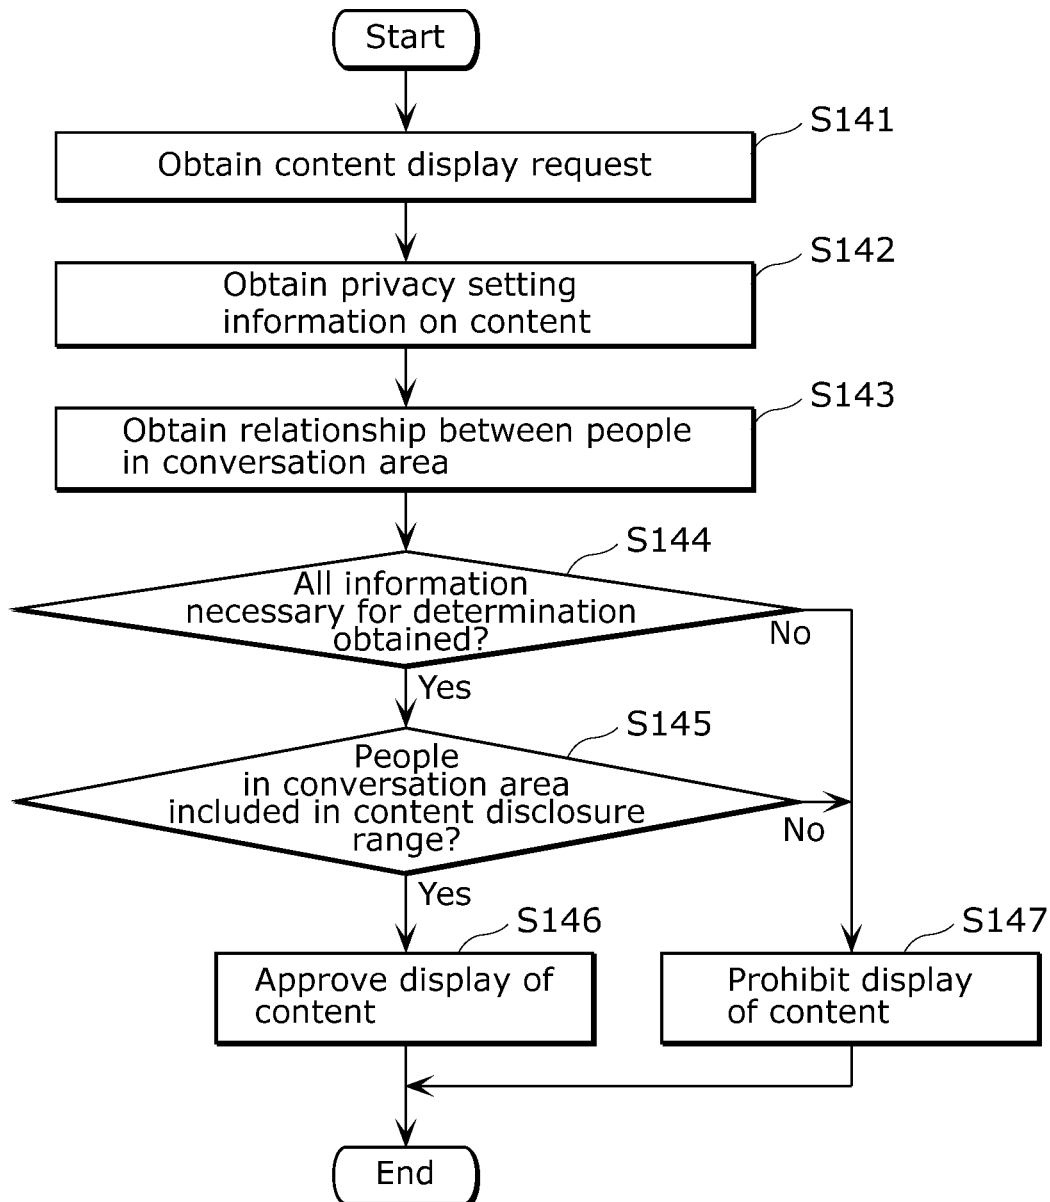 Start
S141
Obtain content display request
S142
Obtain privacy setting
information on content
S143
Obtain relationship between people
in conversation area
S144
All information
necessary for determination
obtained?
No
Yes
S145
People
in conversation area
included in content disclosure
range?
No
Yes
S146
Approve display of
content
S147
Prohibit display
of content
End